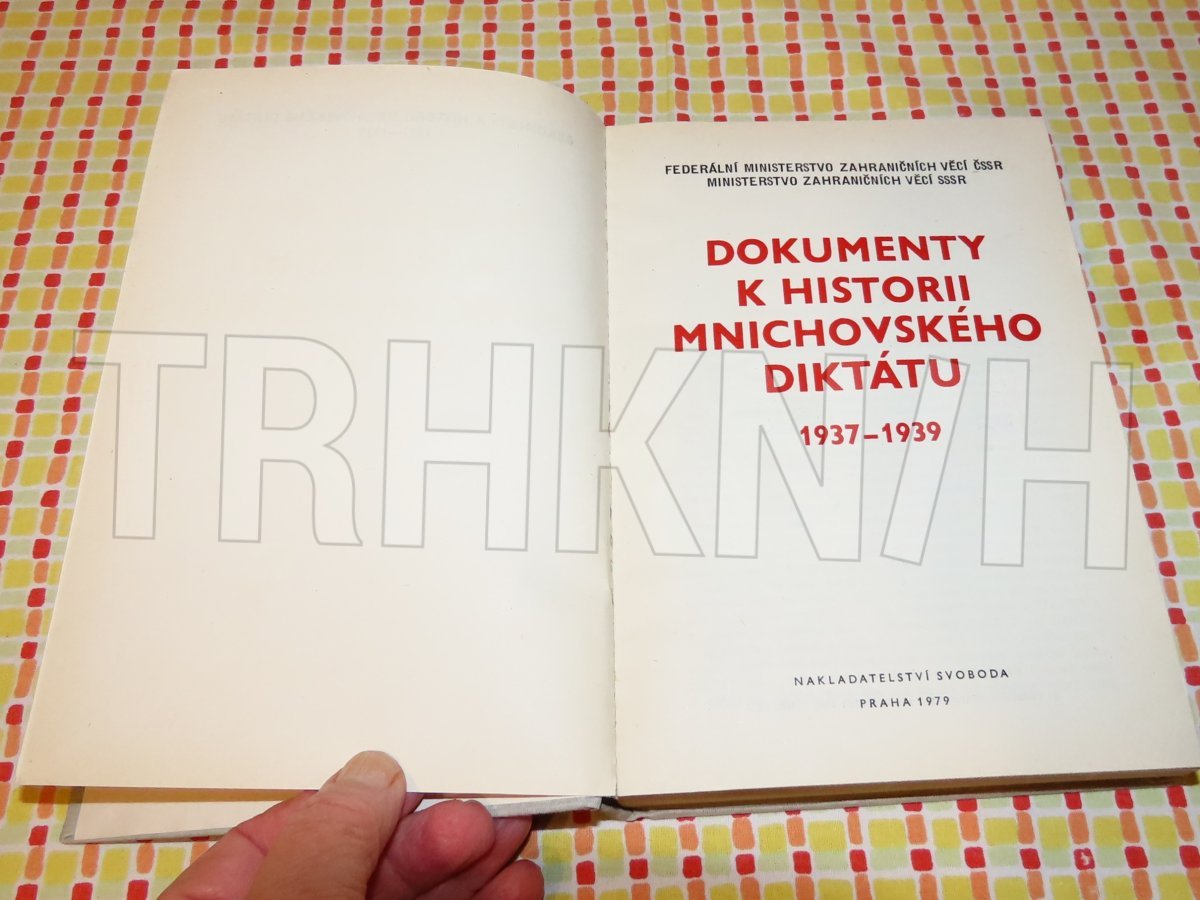 FEDERÁLNÍ MINISTERSTVO ZAHRANIČNÍCH VĚCÍ ČSSR
MINISTERSTVO ZAHRANIČNÍCH VĚCÍ SSSR
DOKUMENTY
K HISTORII
MNICHOVSKÉHO
DIKTÁTU
1937–1939
TRHKNIH
NAKLADATELSTVÍ SVOBODA
PRAHA 1979